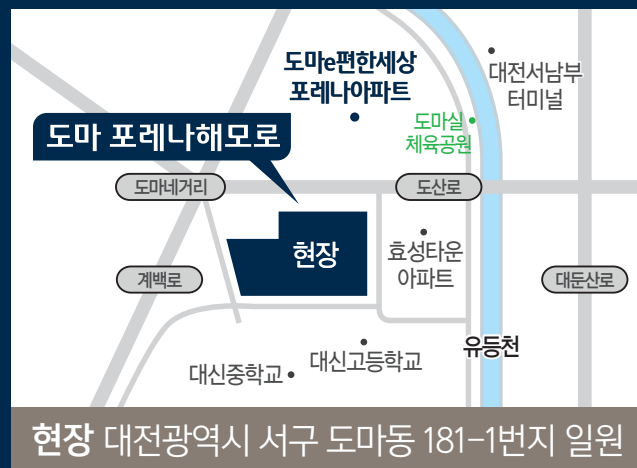 도마e편한세상
포레나아파트
대전서남부
터미널
도마실
체육공원
도마 포레나해모로
도마네거리
도산로
현장
효성타운
아파트
계백로
대둔산로
유등천
대신고등학교
대신중학교
현장 대전광역시 서구 도마동 181-1번지 일원